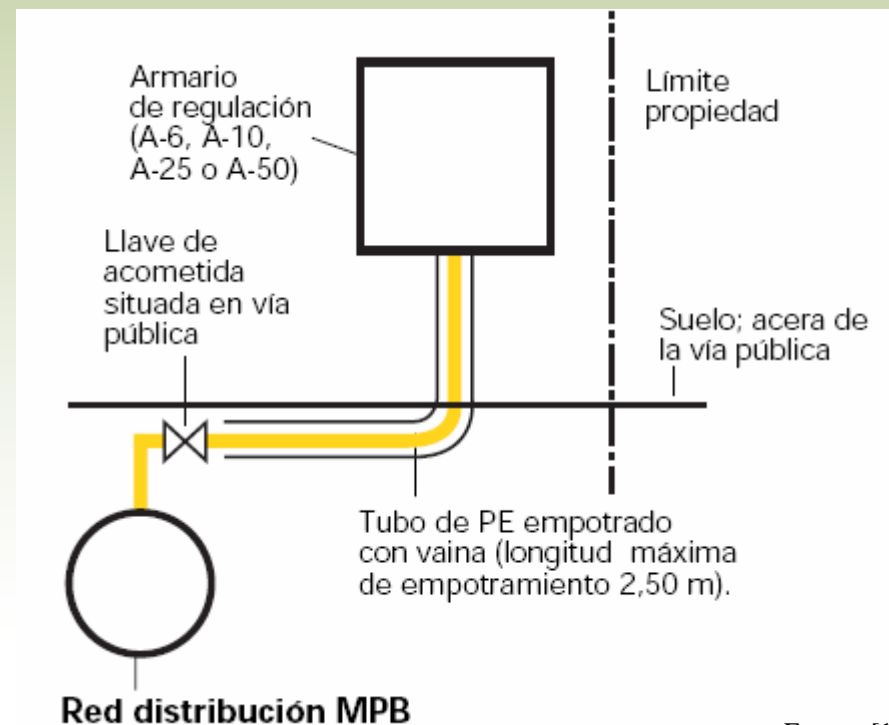 Armario
de regulación
(A-6, A-10,
A-25 o A-50)
Límite
propiedad
Llave de
acometida
situada en vía
pública
Suelo; acera de
la vía pública
Tubo de PE empotrado
con vaina (longitud máxima
de empotramiento 2,50 m).
Red distribución MPB